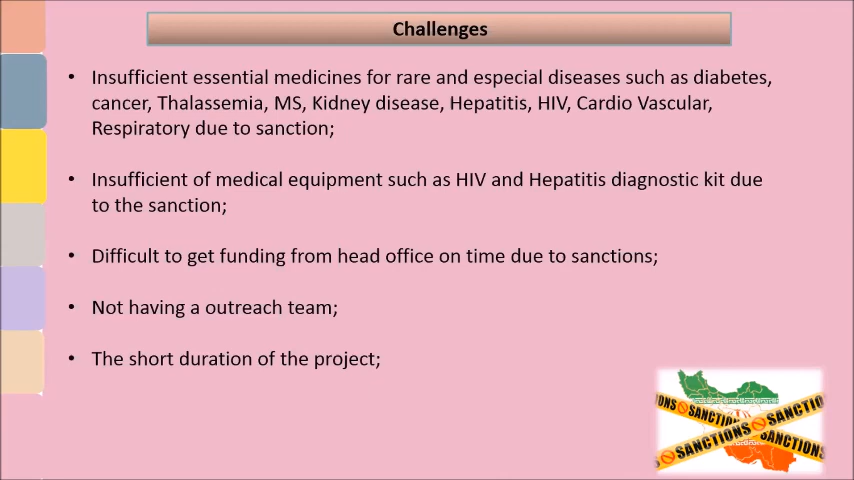 Challenges
• Insufficient essential medicines for rare and especial diseases such as diabetes,
cancer, Thalassemia, MS, Kidney disease, Hepatitis, HIV, Cardio Vascular,
Respiratory due to sanction;
• Insufficient of medical equipment such as HIV and Hepatitis diagnostic kit due
to the sanction;
• Difficult to get funding from head office on time due to sanctions;
• Not having a outreach team;
• The short duration of the project;
IONS SANCTION SANCTIO
SANCTIONS SANCTIONS